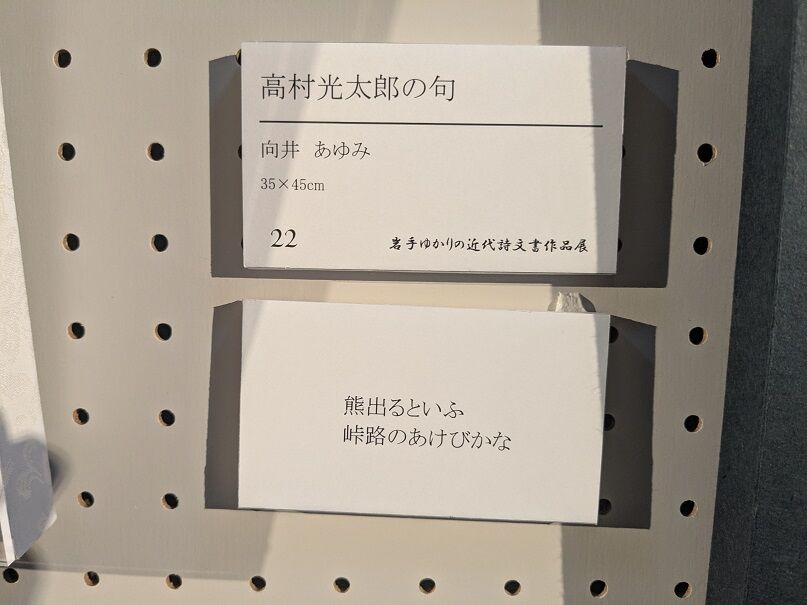 高村光太郎の句
向井 あゆみ
35×45cm
22
岩手ゆかりの近代詩文書作品展
熊出るといふ
峠路のあけびかな